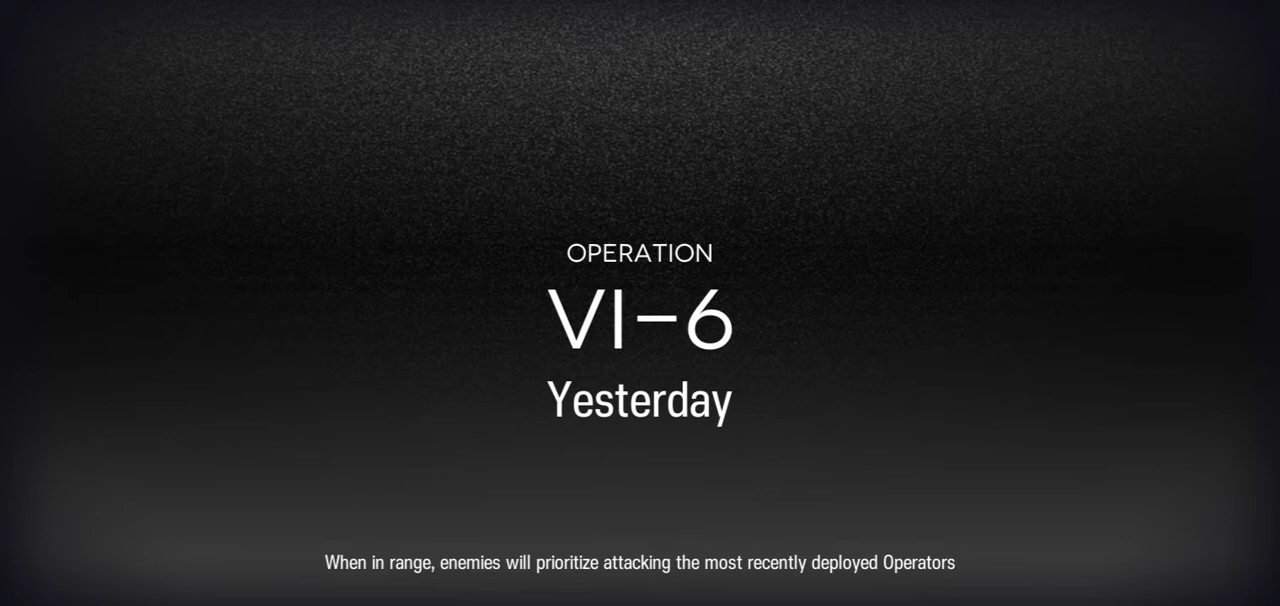 OPERATION
VI-6
Yesterday
When in range, enemies will prioritize attacking the most recently deployed Operators